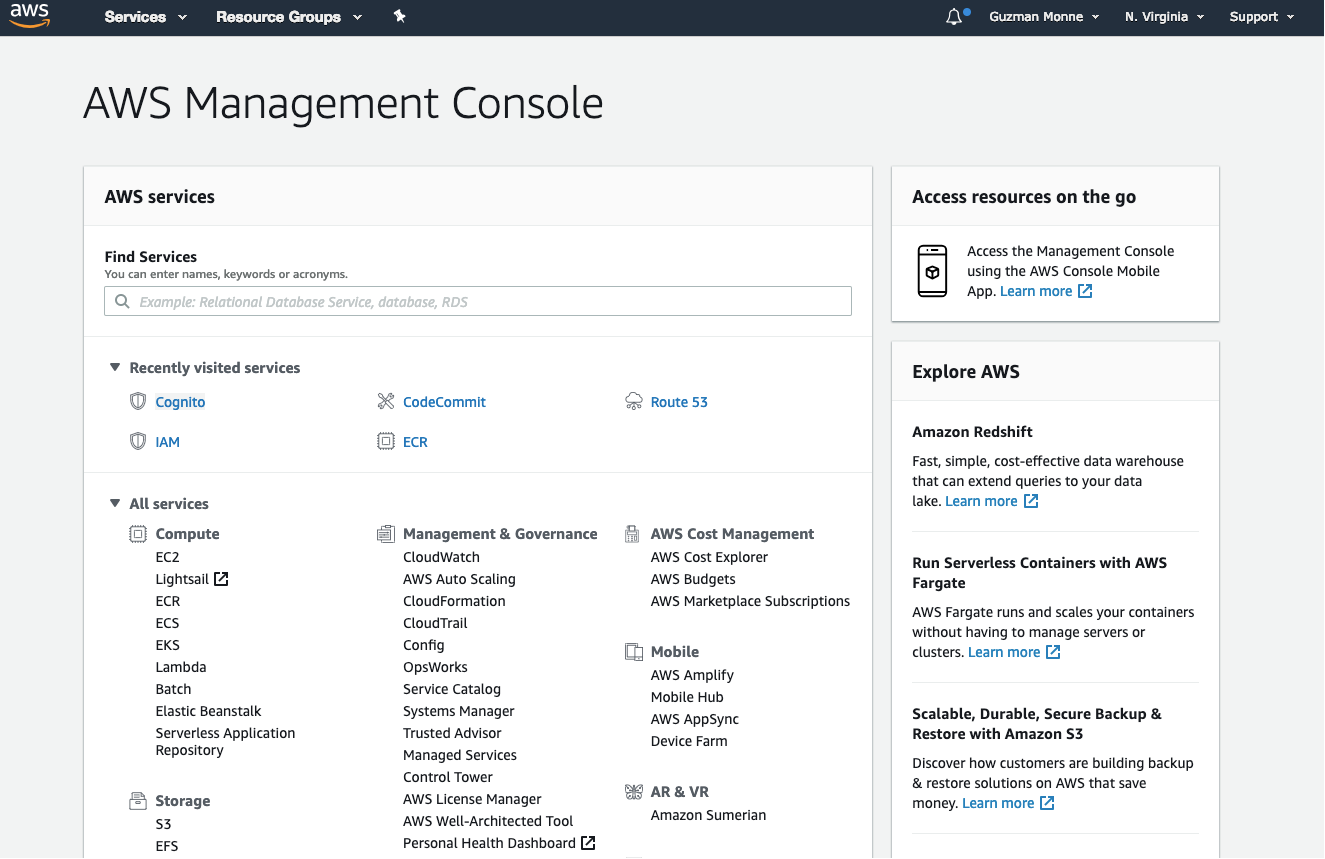 aws
Services
Resource Groups
Guzman Monne
N. Virginia
Support
AWS Management Console
AWS services
Find Services
You can enter names, keywords or acronyms.
Example: Relational Database Service, database, RDS
Recently visited services
Cognito
CodeCommit
Route 53
IAM
ECR
All services
Compute
EC2
Lightsail
ECR
ECS
EKS
Lambda
Batch
Elastic Beanstalk
Serverless Application
Repository
Storage
S3
EFS
Management & Governance
CloudWatch
AWS Auto Scaling
CloudFormation
CloudTrail
Config
OpsWorks
Service Catalog
Systems Manager
Trusted Advisor
Managed Services
Control Tower
AWS License Manager
AWS Well-Architected Tool
Personal Health Dashboard
AWS Cost Management
AWS Cost Explorer
AWS Budgets
AWS Marketplace Subscriptions
Mobile
AWS Amplify
Mobile Hub
AWS AppSync
Device Farm
AR & VR
Amazon Sumerian
Access resources on the go
Access the Management Console
using the AWS Console Mobile
App. Learn more
Explore AWS
Amazon Redshift
Fast, simple, cost-effective data warehouse
that can extend queries to your data
lake. Learn more
Run Serverless Containers with AWS
Fargate
AWS Fargate runs and scales your containers
without having to manage servers or
clusters. Learn more
Scalable, Durable, Secure Backup &
Restore with Amazon S3
Discover how customers are building backup
& restore solutions on AWS that save
money. Learn more